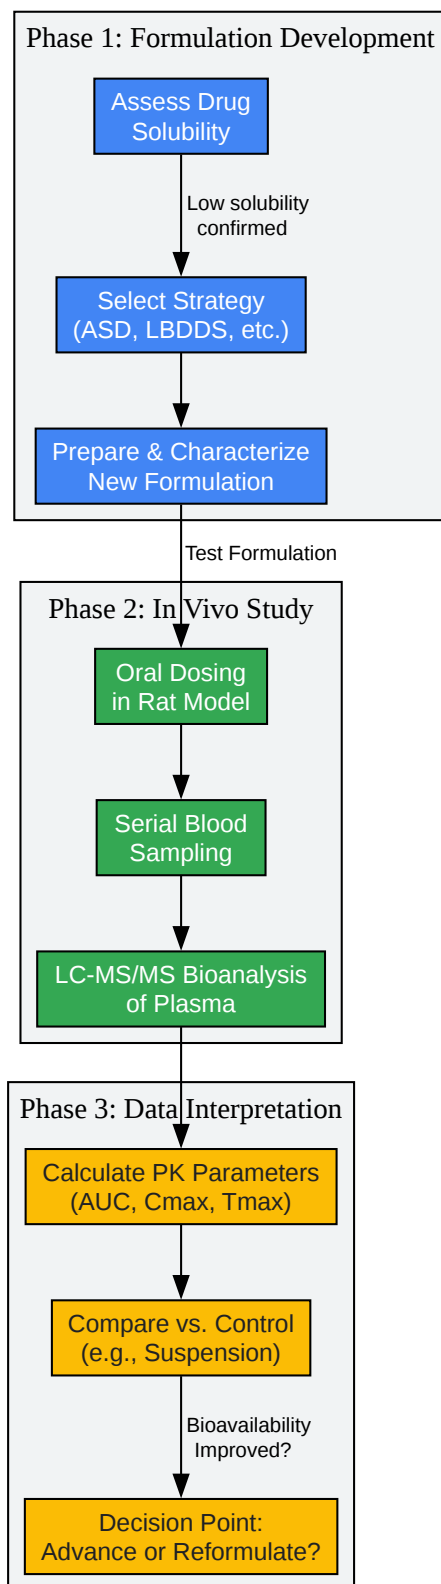 Phase 1: Formulation Development
Assess Drug
Solubility
Low solubility
confirmed
Select Strategy
(ASD, LBDDS, etc.)
Prepare & Characterize
New Formulation
Test Formulation
Phase 2: In Vivo Study
Oral Dosing
in Rat Model
Serial Blood
Sampling
LC-MS/MS Bioanalysis
of Plasma
Phase 3: Data Interpretation
Calculate PK Parameters
(AUC, Cmax, Tmax)
Compare vs. Control
(e.g., Suspension)
Bioavailability
Improved?
Decision Point:
Advance or Reformulate?